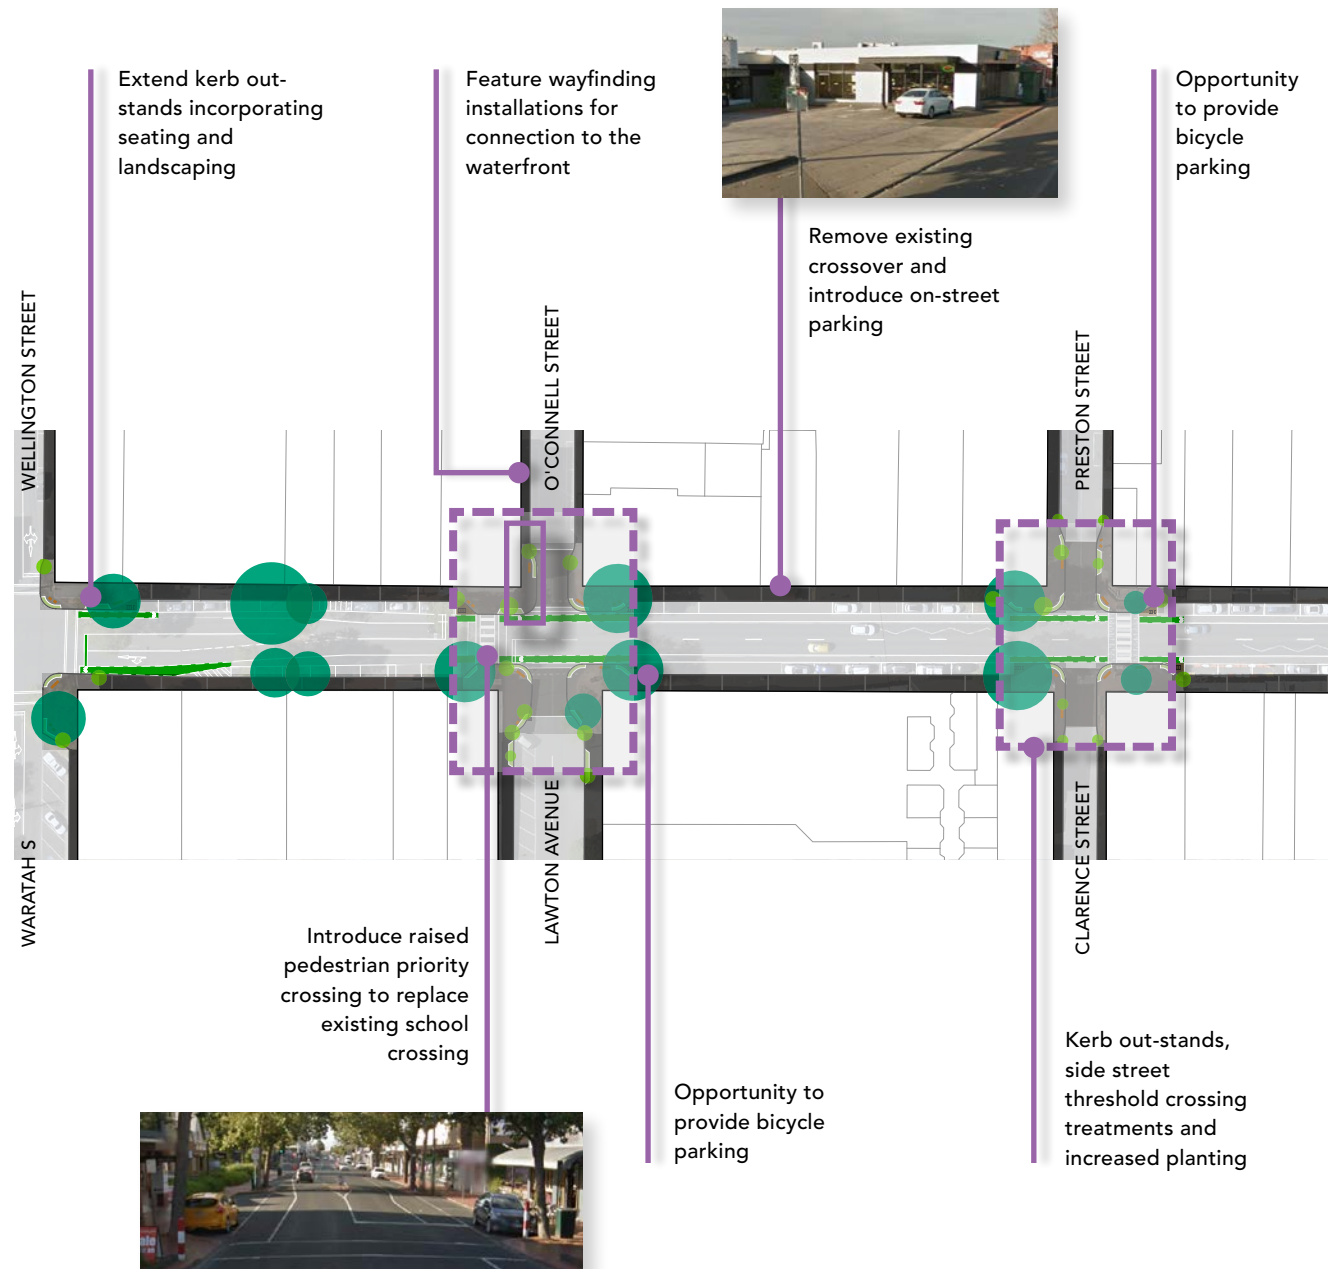 Extend kerb out-
stands incorporating
seating and
landscaping
Feature wayfinding
installations for
connection to the
waterfront
Opportunity
to provide
bicycle
parking
Remove existing
crossover and
introduce on-street
parking
WELLINGTON STREET
O'CONNELL STREET
PRESTON STREET
WARATAH S
LAWTON AVENUE
CLARENCE STREET
Introduce raised
pedestrian priority
crossing to replace
existing school
crossing
Opportunity to
provide bicycle
parking
Kerb out-stands,
side street
threshold crossing
treatments and
increased planting